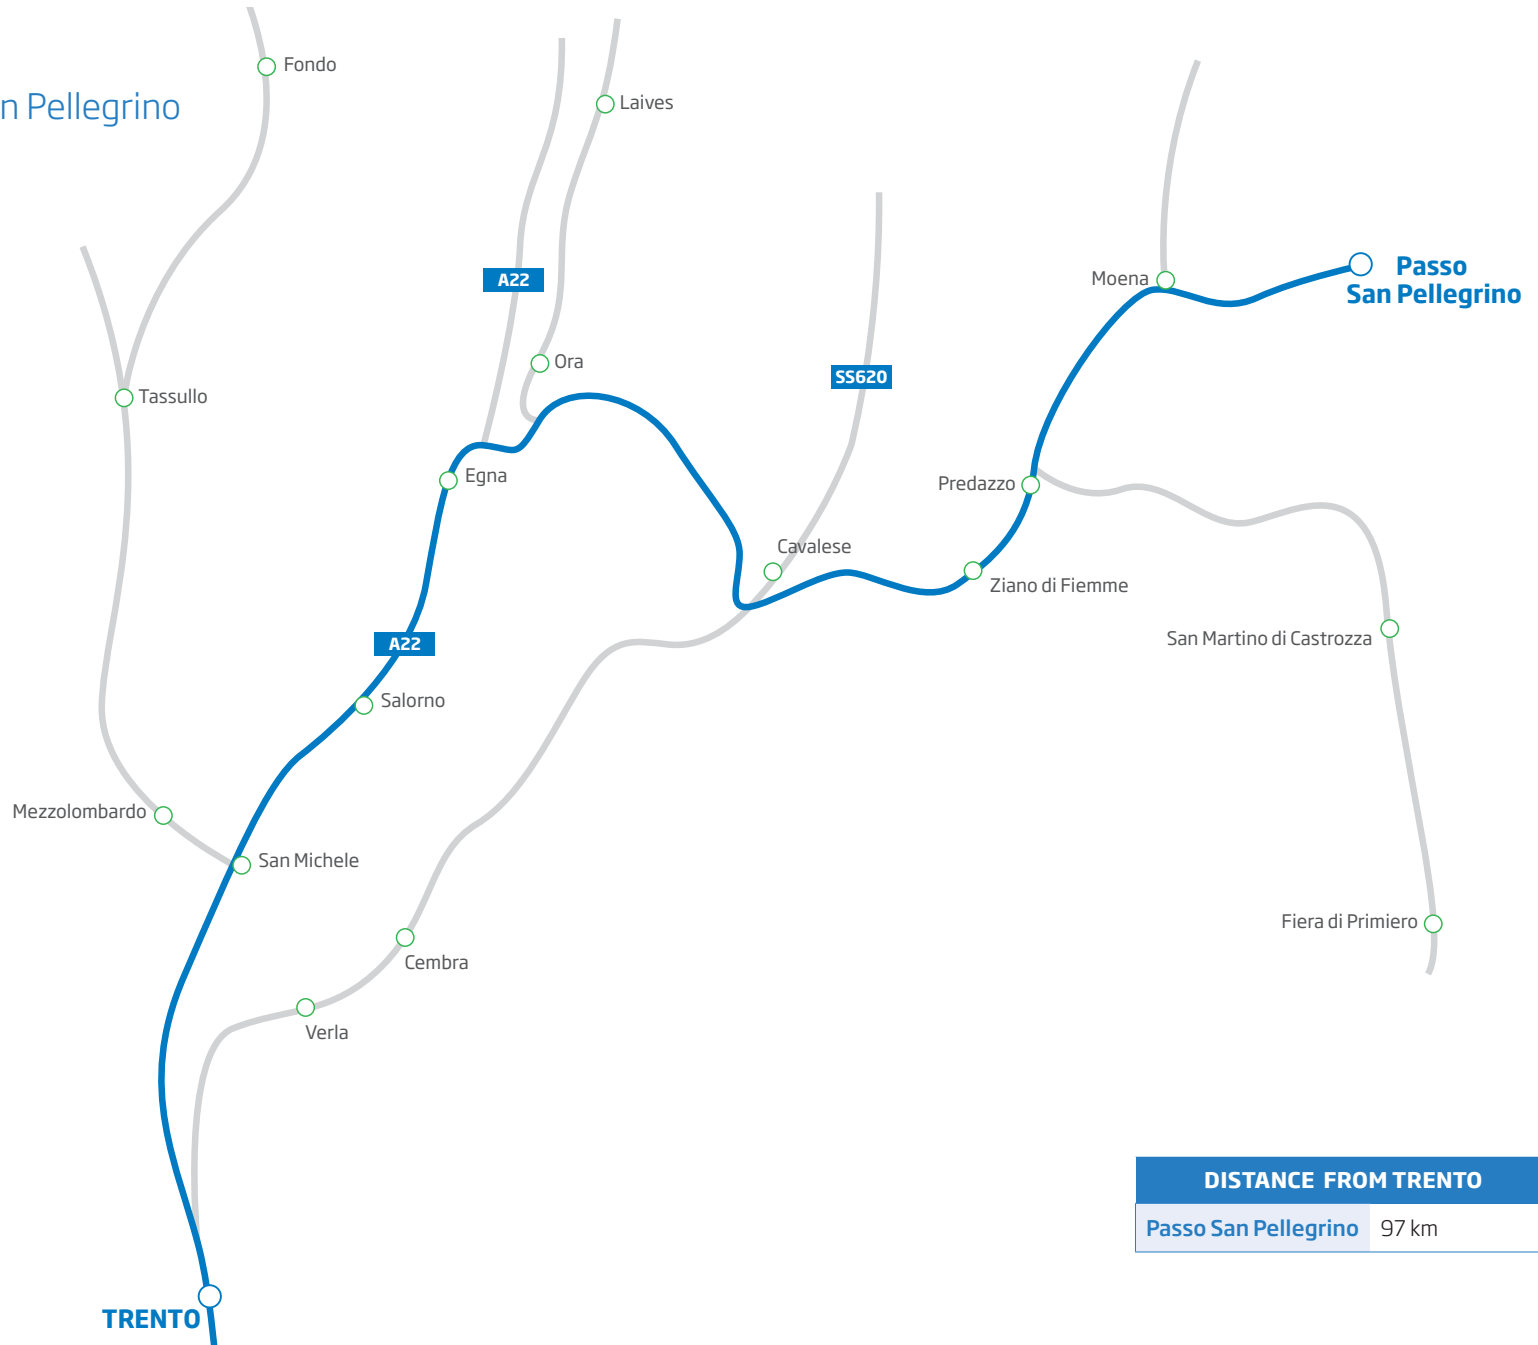 Fondo
n Pellegrino
Laives
A22
Moena
Passo
San Pellegrino
Ora
SS620
Tassullo
Egna
Predazzo
Cavalese
Ziano di Fiemme
A22
San Martino di Castrozza
Salorno
Mezzolombardo
San Michele
Fiera di Primiero
Cembra
Verla
DISTANCE FROM TRENTO
Passo San Pellegrino 97 km
TRENTO